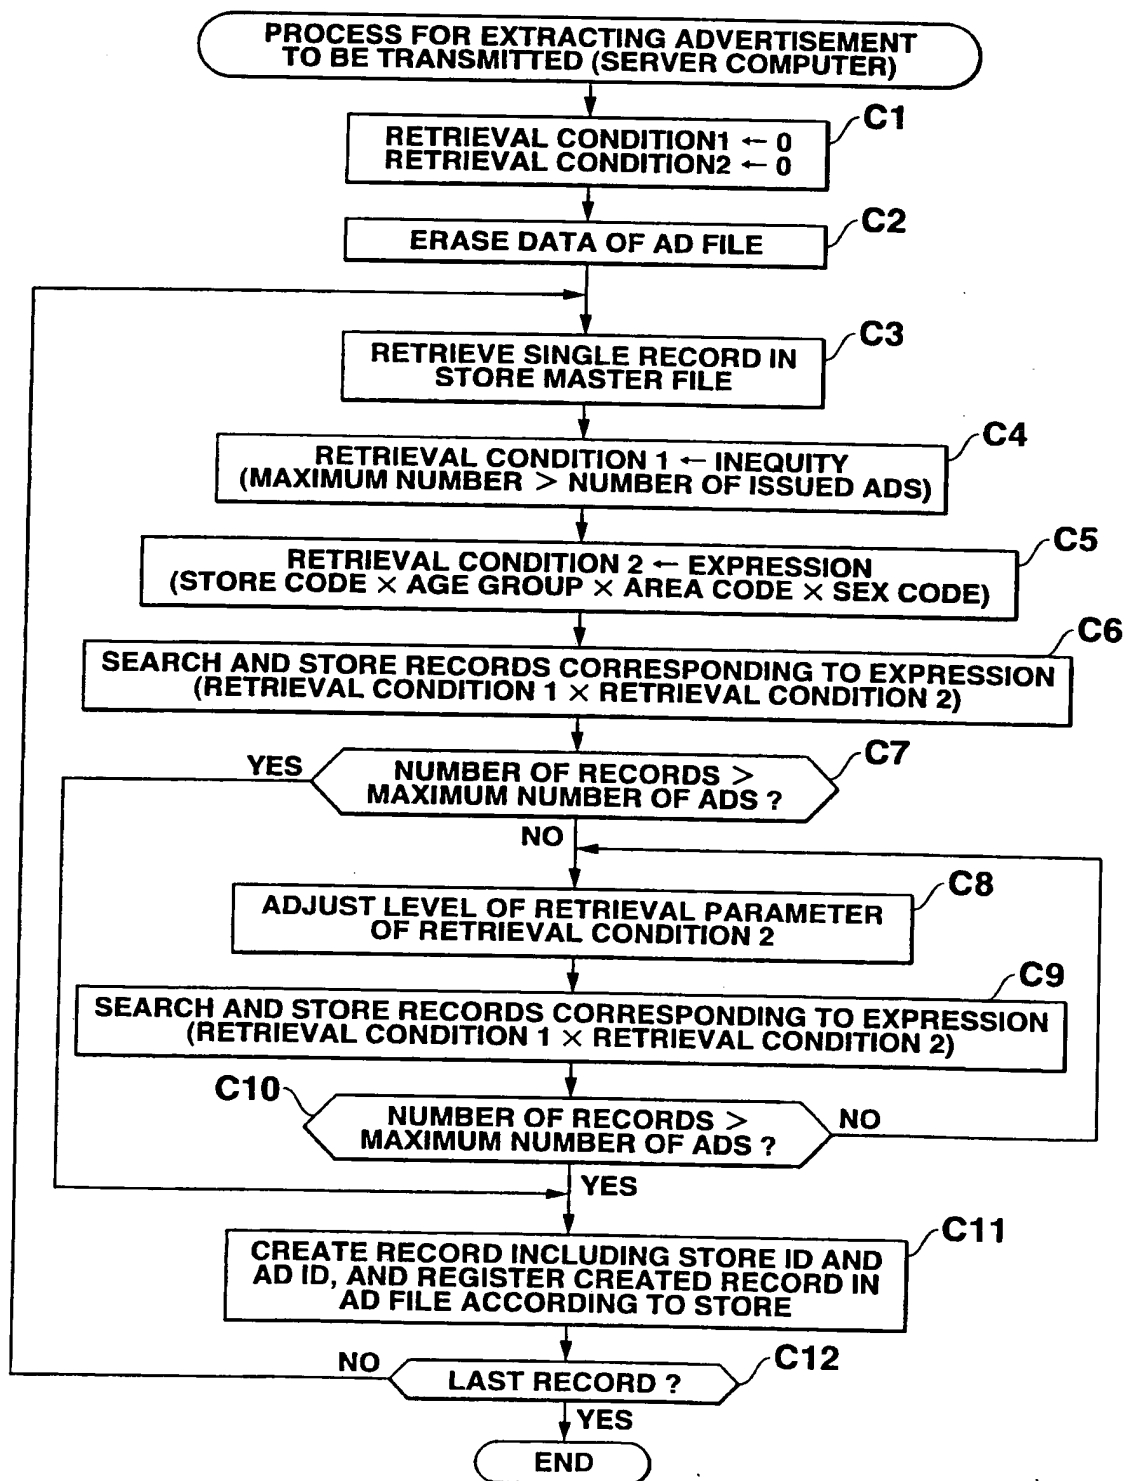 PROCESS FOR EXTRACTING ADVERTISEMENT
TO BE TRANSMITTED (SERVER COMPUTER)
C1
RETRIEVAL CONDITION1 ← 0
RETRIEVAL CONDITION2 ← 0
C2
ERASE DATA OF AD FILE
C3
RETRIEVE SINGLE RECORD IN
STORE MASTER FILE
C4
RETRIEVAL CONDITION 1 ← INEQUITY
(MAXIMUM NUMBER > NUMBER OF ISSUED ADS)
C5
RETRIEVAL CONDITION 2 ← EXPRESSION
(STORE CODE × AGE GROUP × AREA CODE × SEX CODE)
C6
SEARCH AND STORE RECORDS CORRESPONDING TO EXPRESSION
(RETRIEVAL CONDITION 1 × RETRIEVAL CONDITION 2)
C7
YES
NUMBER OF RECORDS >
MAXIMUM NUMBER OF ADS ?
NO
C8
ADJUST LEVEL OF RETRIEVAL PARAMETER
OF RETRIEVAL CONDITION 2
C9
SEARCH AND STORE RECORDS CORRESPONDING TO EXPRESSION
(RETRIEVAL CONDITION 1 × RETRIEVAL CONDITION 2)
C10
NUMBER OF RECORDS >
MAXIMUM NUMBER OF ADS ?
NO
YES
C11
CREATE RECORD INCLUDING STORE ID AND
AD ID, AND REGISTER CREATED RECORD IN
AD FILE ACCORDING TO STORE
C12
NO
LAST RECORD ?
YES
END